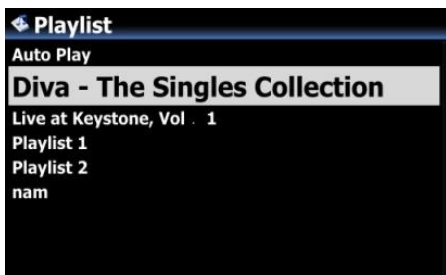 Playlist
Auto Play
Diva - The Singles Collection
Live at Keystone, Vol . 1
Playlist 1
Playlist 2
nam